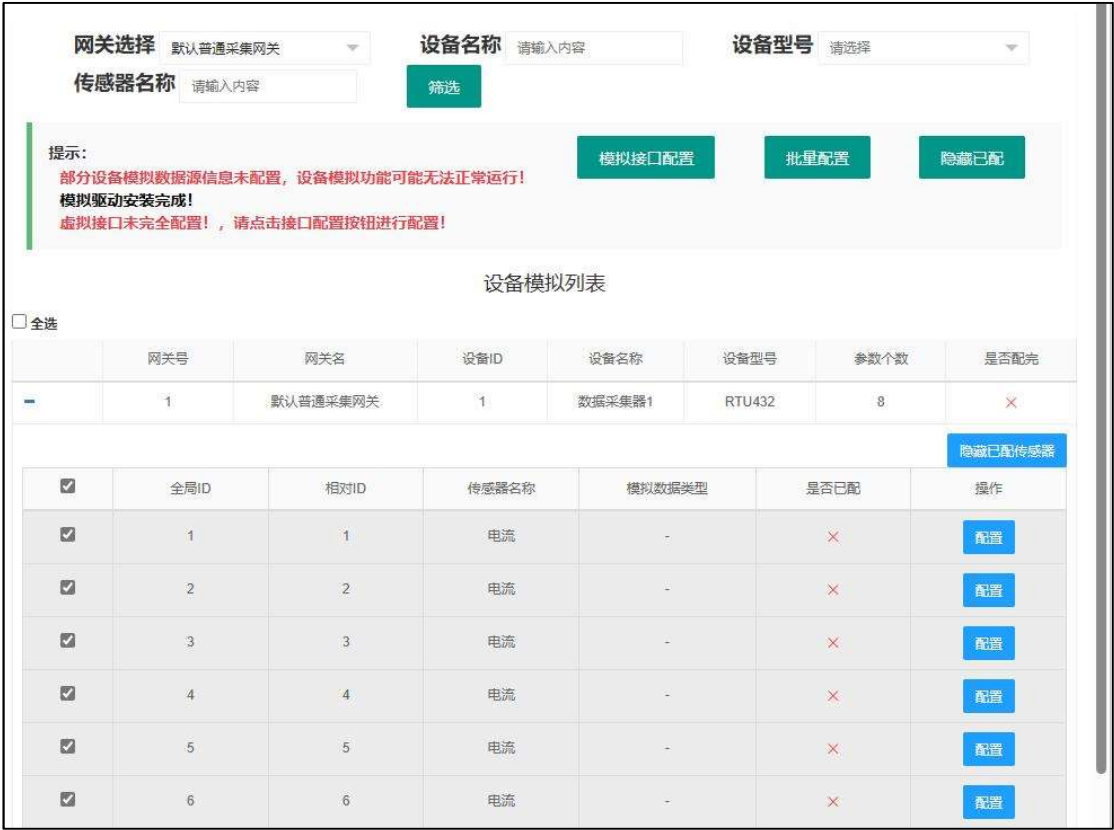 网关选择 默认普通采集网关 设备名称 请输入内容 设备型号 请选择
传感器名称 请输入内容 筛选
提示：
模拟接口配置 批量配置 隐藏已配
部分设备模拟数据源信息未配置，设备模拟功能可能无法正常运行！
模拟驱动安装完成！
虚拟接口未完全配置！，请点击接口配置按钮进行配置！
设备模拟列表
全选
网关号 网关名 设备ID 设备名称 设备型号 参数个数 是否配完
1 默认普通采集网关 1 数据采集器1 RTU432 8 ×
隐藏已配传感器
全局ID 相对ID 传感器名称 模拟数据类型 是否已配 操作
1 1 电流 - × 配置
2 2 电流 - × 配置
3 3 电流 - × 配置
4 4 电流 - × 配置
5 5 电流 - × 配置
6 6 电流 - × 配置